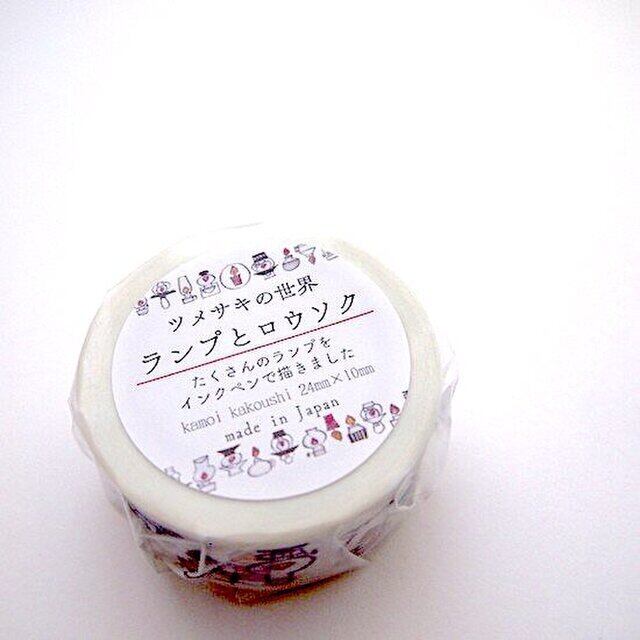 ツメサキの世界
ランプとロウソク
たくさんのランプを
インクペンで描きました
kamoi kakoushi 24mm×10mm
made in Japan